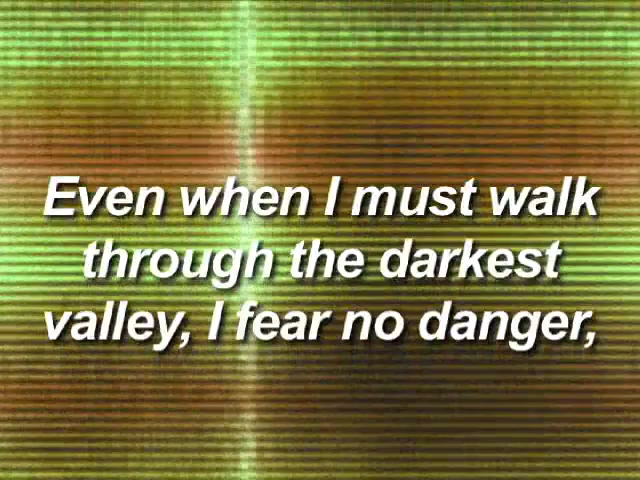 Even when I must walk
through the darkest
valley, I fear no danger,